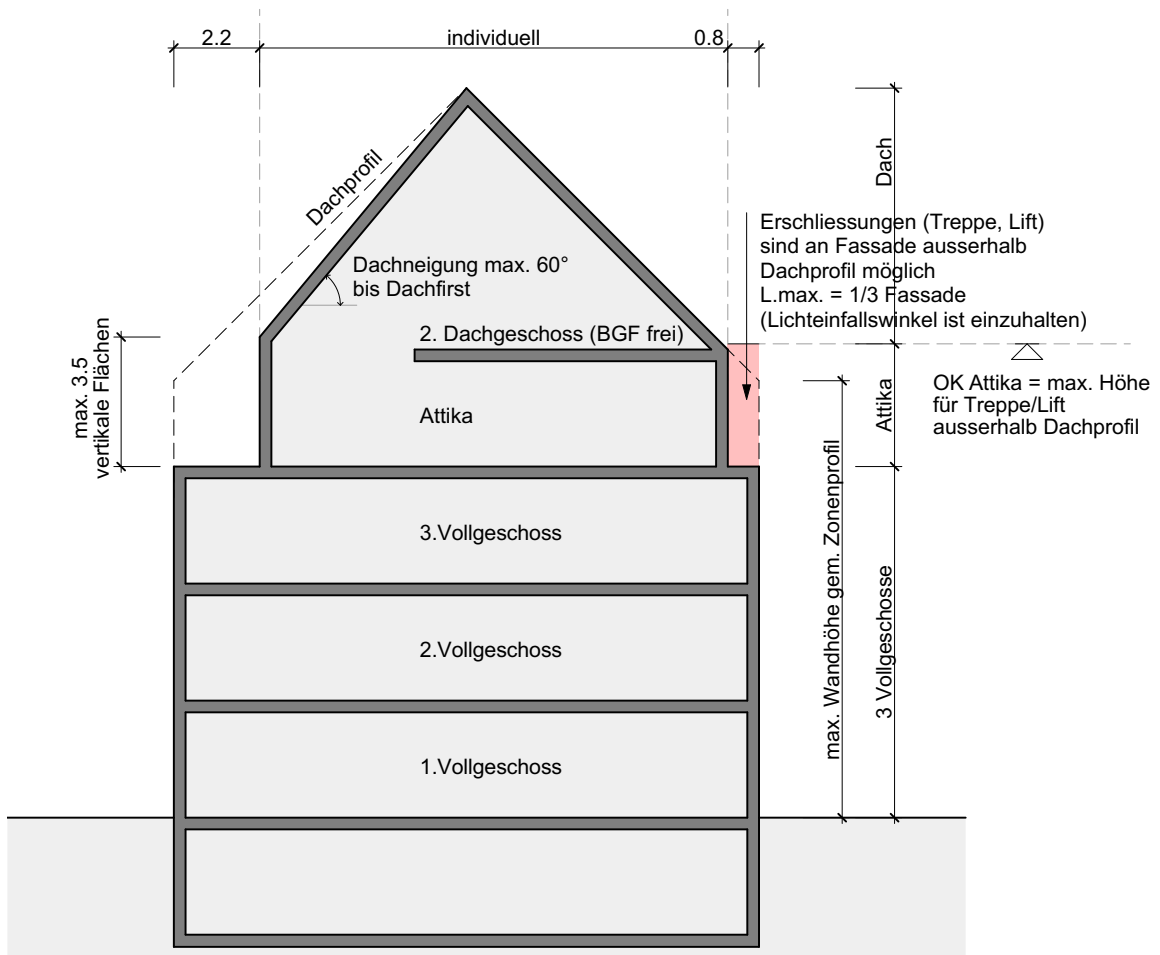 2.2
individuell
0.8
Dachprofil
Dach
Erschliessungen (Treppe, Lift)
sind an Fassade ausserhalb
Dachprofil möglich
L.max. = 1/3 Fassade
(Lichteinfallswinkel ist einzuhalten)
Dachneigung max. 60°
bis Dachfirst
2. Dachgeschoss (BGF frei)
max. 3.5
vertikale Flächen
Attika
Attika
OK Attika = max. Höhe
für Treppe/Lift
ausserhalb Dachprofil
3.Vollgeschoss
2.Vollgeschoss
1.Vollgeschoss
max. Wandhöhe gem. Zonenprofil
3 Vollgeschosse